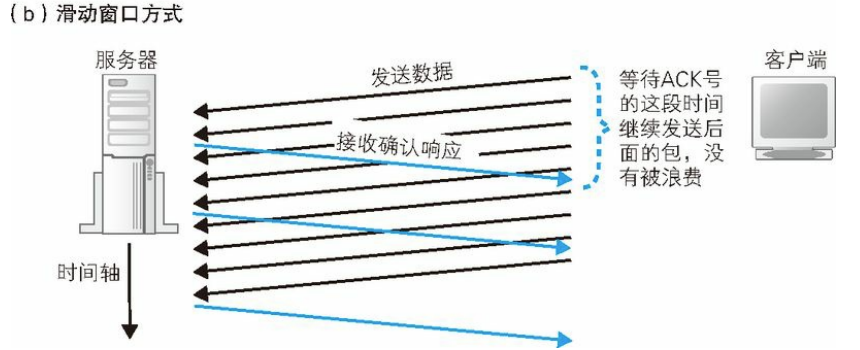 (b)滑动窗口方式
服务器
发送数据
客户端
等待ACK号
的这段时间
继续发送后
面的包，没
有被浪费
接收确认响应
时间轴